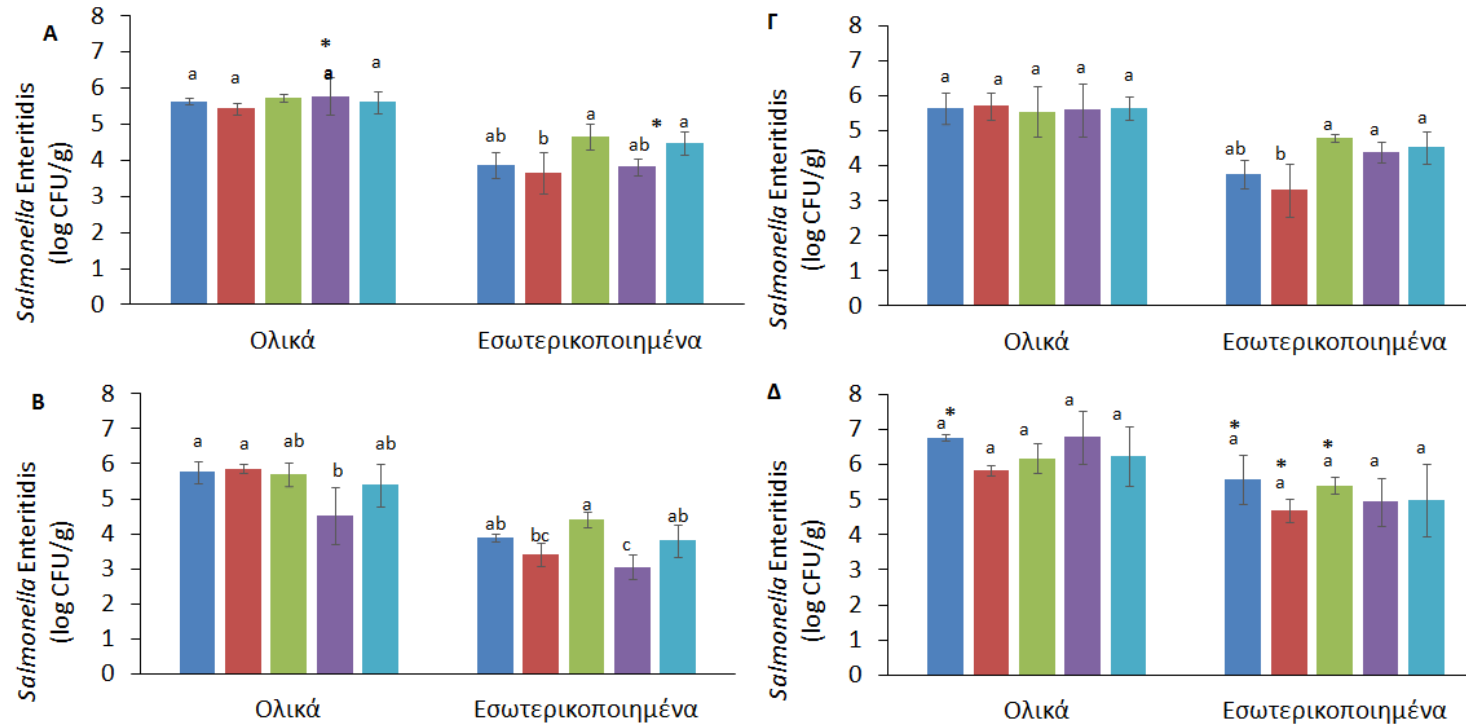 Α
Salmonella Enteritidis
(log CFU/g)
8
7
6
5
4
3
2
1
0
a
a
*
a
a
a
ab
b
a
ab
*
a
Ολικά
Εσωτερικοποιημένα
Γ
Salmonella Enteritidis
(log CFU/g)
8
7
6
5
4
3
2
1
0
a
a
a
a
a
ab
b
a
a
a
Ολικά
Εσωτερικοποιημένα
Β
Salmonella Enteritidis
(log CFU/g)
8
7
6
5
4
3
2
1
0
a
a
ab
b
ab
ab
bc
a
c
ab
Ολικά
Εσωτερικοποιημένα
Δ
Salmonella Enteritidis
(log CFU/g)
8
7
6
5
4
3
2
1
0
*
a
a
a
a
a
*
a
*
a
*
a
a
a
Ολικά
Εσωτερικοποιημένα